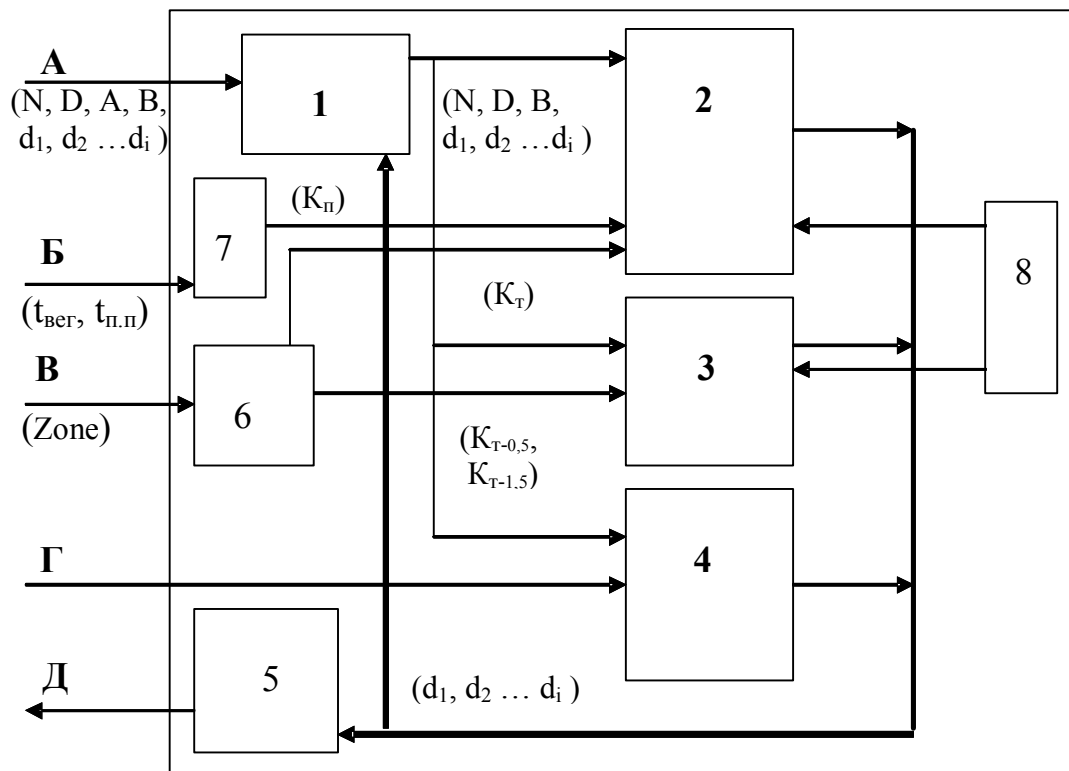 А
(N, D, A, B,
d₁, d₂ …dᵢ )
1
(N, D, B,
d₁, d₂ …dᵢ)
2
(Кп)
7
Б
(tвег, tп.п)
8
(Кт)
3
В
(Zone)
6
(Кт-0,5,
Кт-1,5)
Г
4
Д
5
(d₁, d₂ … dᵢ )